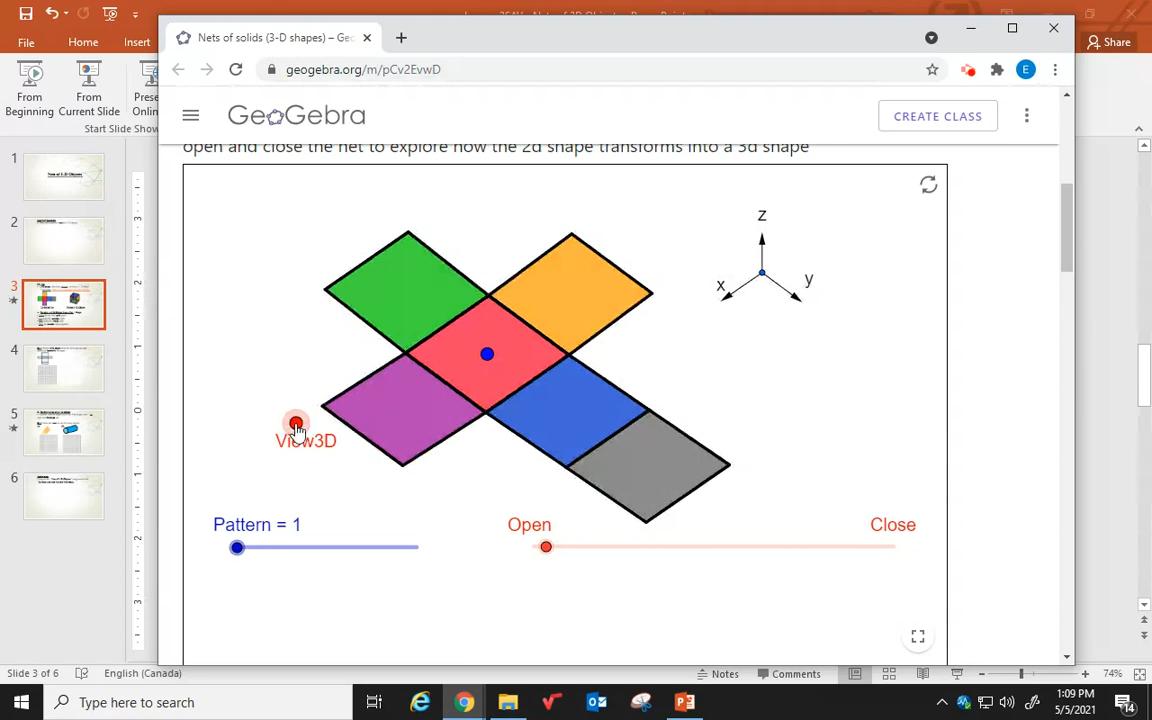 File
Home
Insert
Share
From Beginning
From Current Slide
Start Slide Show
Nets of solids (3-D shapes) – Geo
geogebra.org/m/pCv2EvwD
E
GeoGebra
CREATE CLASS
open and close the net to explore how the 2d shape transforms into a 3d shape
z
x
y
View3D
Pattern = 1
Open
Close
1
2
3
4
5
6
Slide 3 of 6
English (Canada)
Notes
Comments
74%
Type here to search
1:09 PM
5/5/2021
14